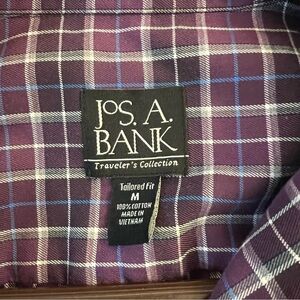 JOS. A.
BANK
Traveler's Collection
Tailored Fit
M
100% COTTON
MADE IN
VIETNAM